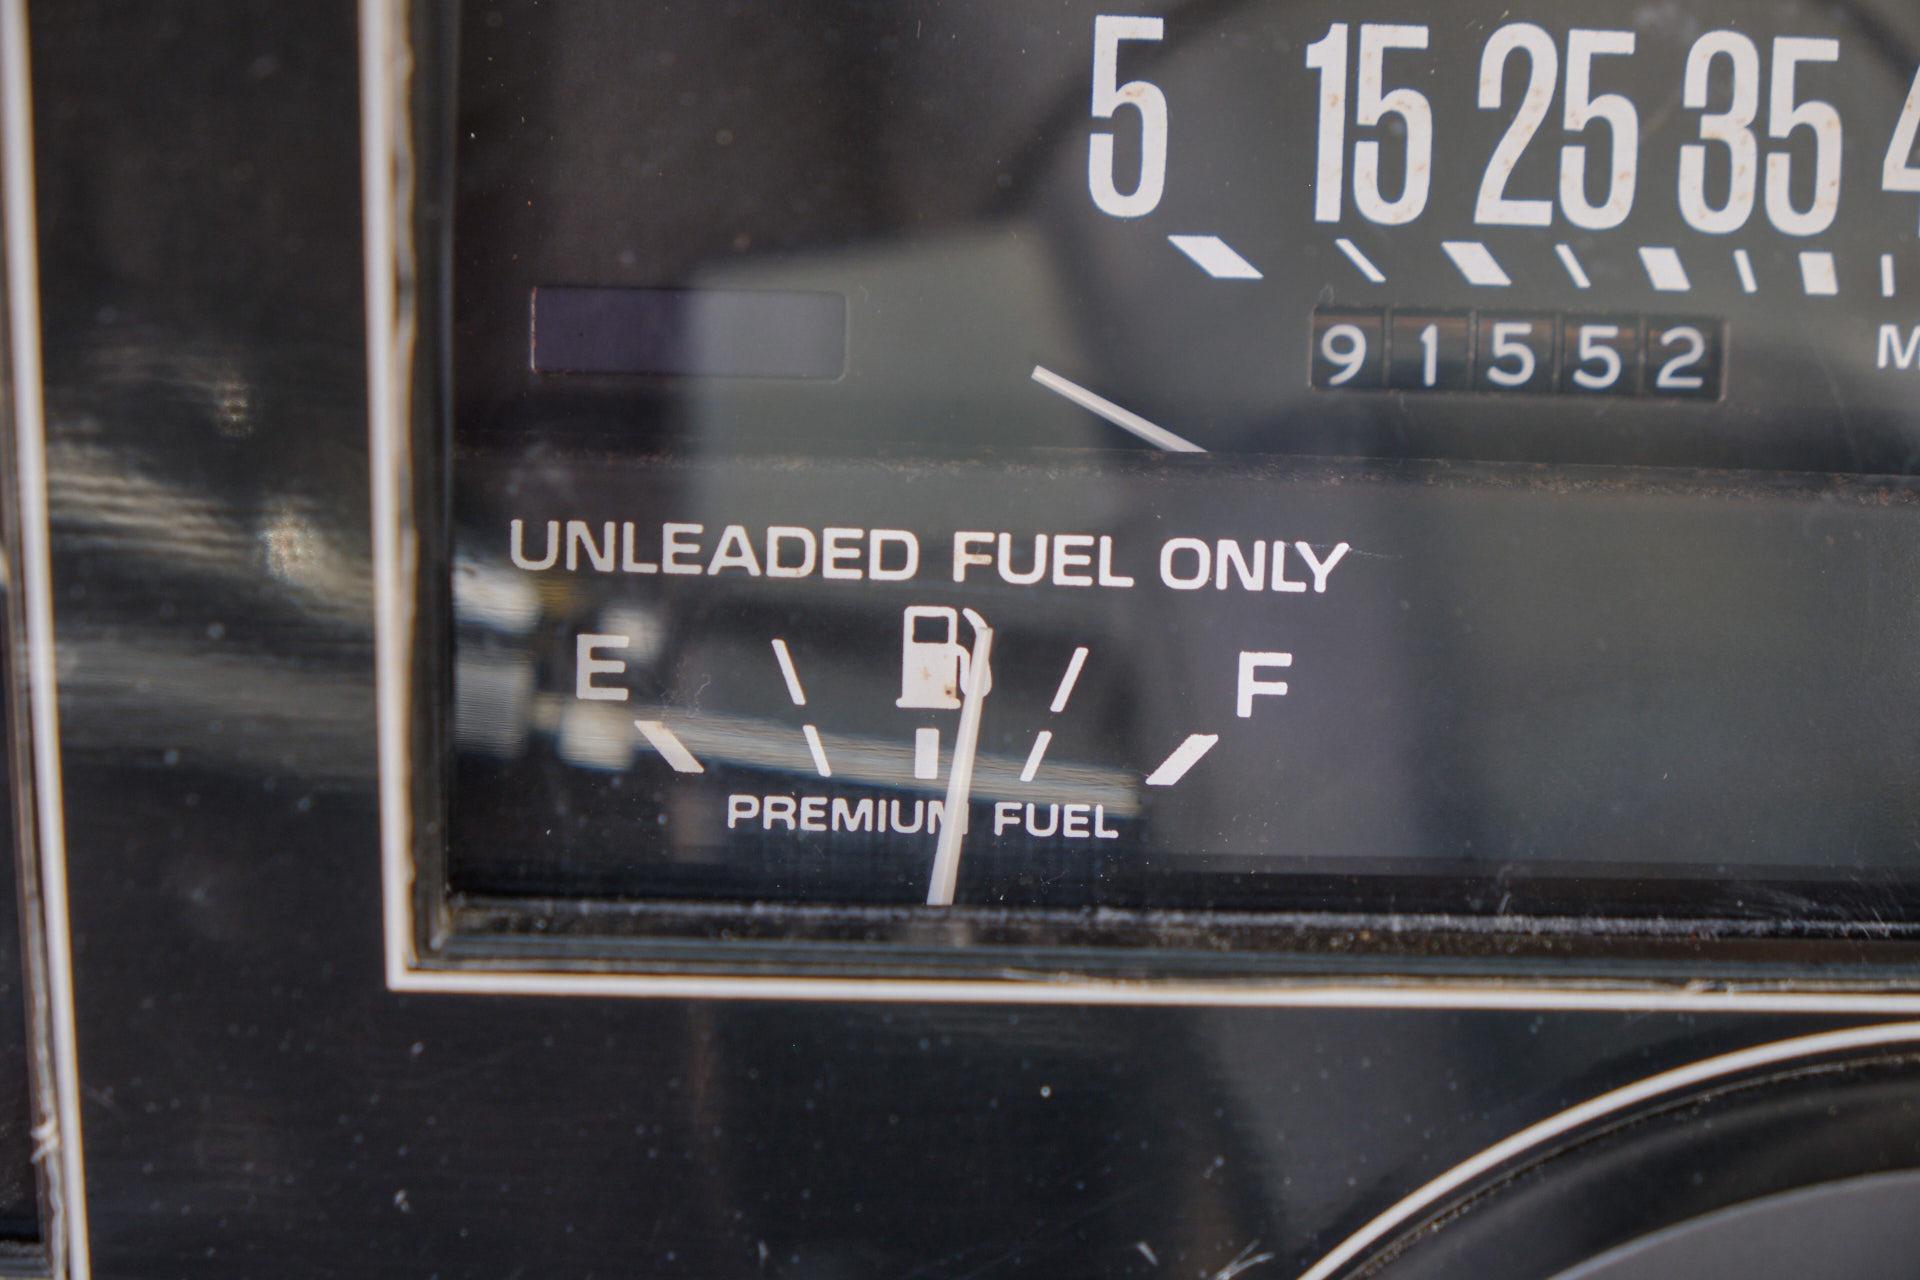 5 15 25 35
91552
UNLEADED FUEL ONLY
E F
PREMIUM FUEL